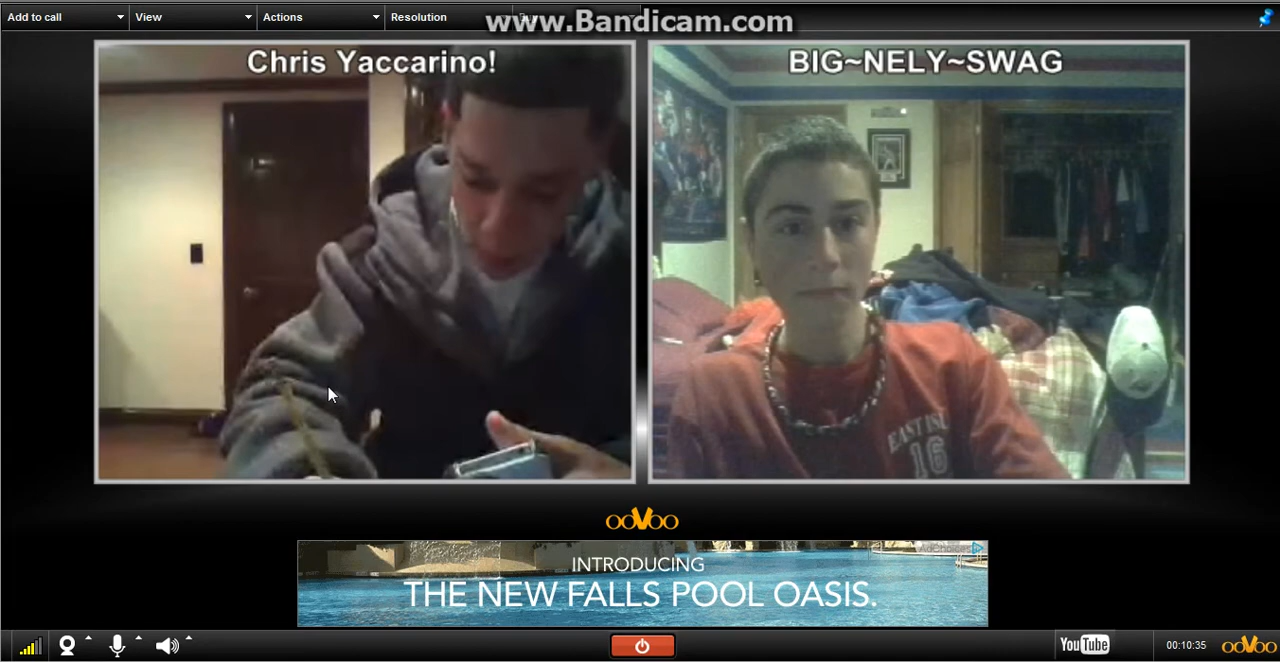 Add to call
View
Actions
Resolution
www.Bandicam.com
Chris Yaccarino!
BIG~NELY~SWAG
16
ooVoo
INTRODUCING
THE NEW FALLS POOL OASIS.
YouTube
00:10:35
ooVoo